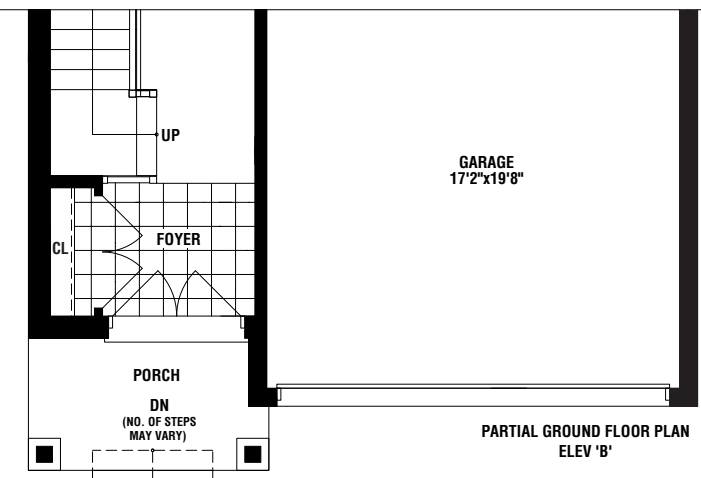 UP
GARAGE
17'2"x19'8"
CL
FOYER
PORCH
DN
(NO. OF STEPS
MAY VARY)
PARTIAL GROUND FLOOR PLAN
ELEV 'B'